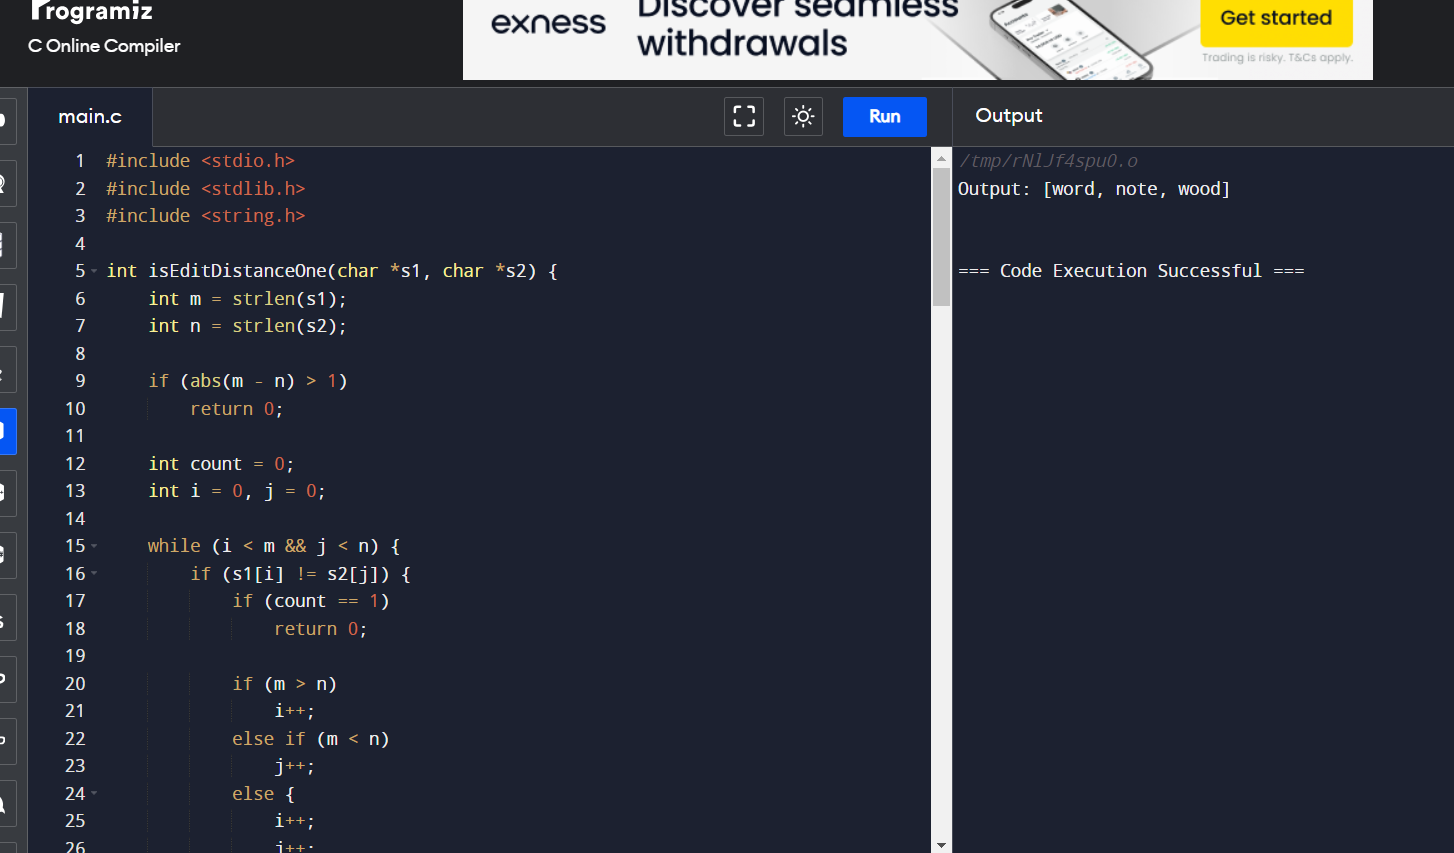 Programiz
C Online Compiler
exness
Discover seamless
withdrawals
Get started
Trading is risky. T&Cs apply.
main.c
Run
Output
1 #include <stdio.h>
2 #include <stdlib.h>
3 #include <string.h>
4
5 int isEditDistanceOne(char *s1, char *s2) {
6 int m = strlen(s1);
7 int n = strlen(s2);
8
9 if (abs(m - n) > 1)
10 return 0;
11
12 int count = 0;
13 int i = 0, j = 0;
14
15 while (i < m && j < n) {
16 if (s1[i] != s2[j]) {
17 if (count == 1)
18 return 0;
19
20 if (m > n)
21 i++;
22 else if (m < n)
23 j++;
24 else {
25 i++;
26 j++;
/tmp/rNlJf4spuO.o
Output: [word, note, wood]
=== Code Execution Successful ===